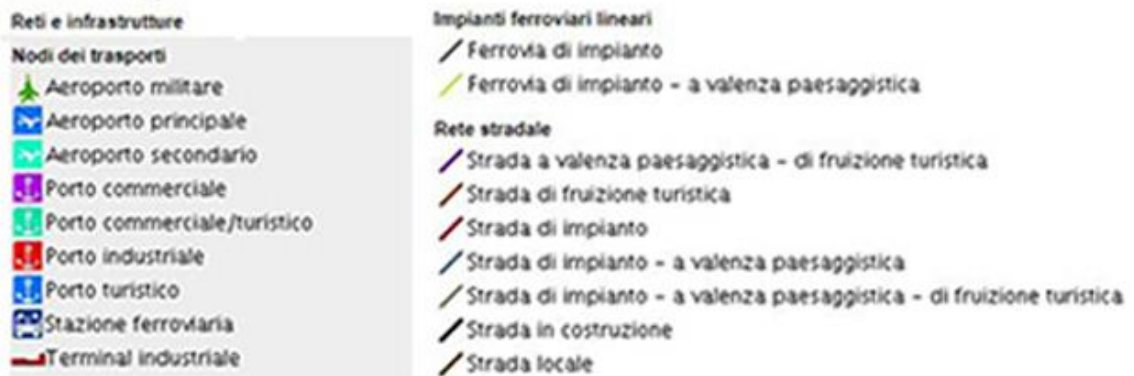 Reti e infrastrutture
Nodi dei trasporti
Aeroporto militare
Aeroporto principale
Aeroporto secondario
Porto commerciale
Porto commerciale/turistico
Porto industriale
Porto turistico
Stazione ferroviaria
Terminal industriale
Impianti ferroviari lineari
Ferrovia di impianto
Ferrovia di impianto - a valenza paesaggistica
Rete stradale
Strada a valenza paesaggistica - di fruizione turistica
Strada di fruizione turistica
Strada di impianto
Strada di impianto - a valenza paesaggistica
Strada di impianto - a valenza paesaggistica - di fruizione turistica
Strada in costruzione
Strada locale